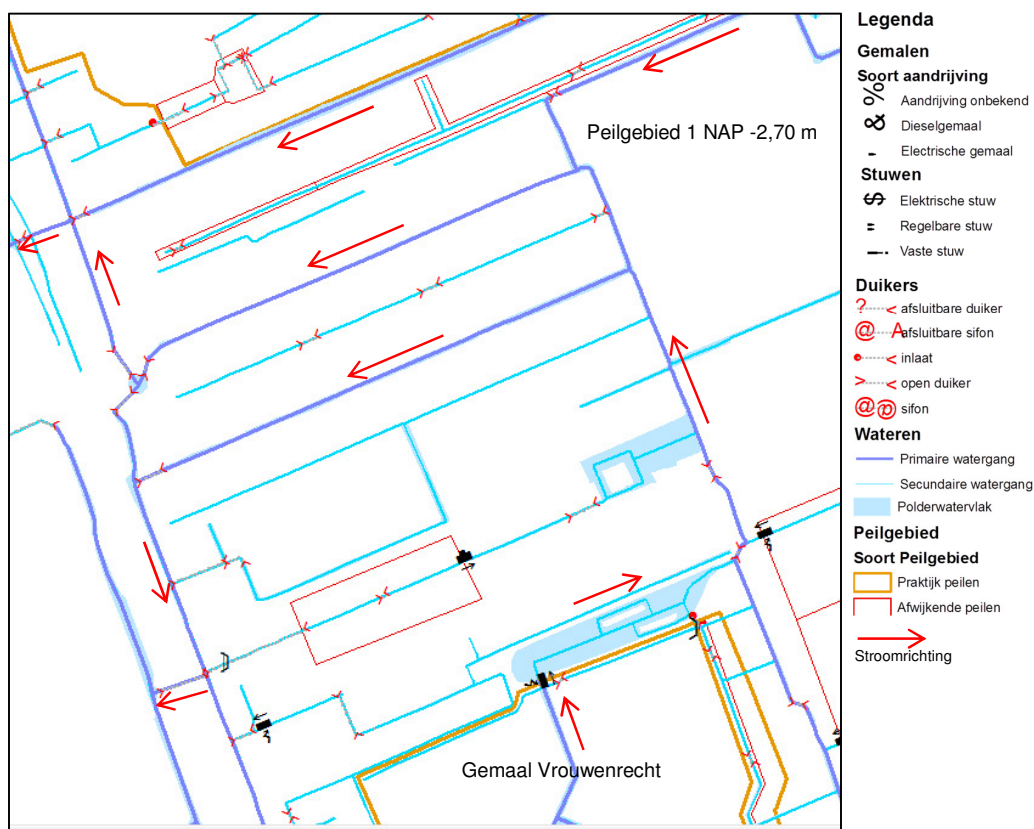 Peilgebied 1 NAP -2,70 m
Gemaal Vrouwenrecht
Legenda
Gemalen
Soort aandrijving
% Aandrijving onbekend
& Dieselgemaal
Electrische gemaal
Stuwen
$ Elektrische stuw
Regelbare stuw
Vaste stuw
Duikers
? < afsluitbare duiker
@ A afsluitbare sifon
< inlaat
> < open duiker
@ @ sifon
Wateren
Primaire watergang
Secundaire watergang
Polderwatervlak
Peilgebied
Soort Peilgebied
Praktijk peilen
Afwijkende peilen
Stroomrichting